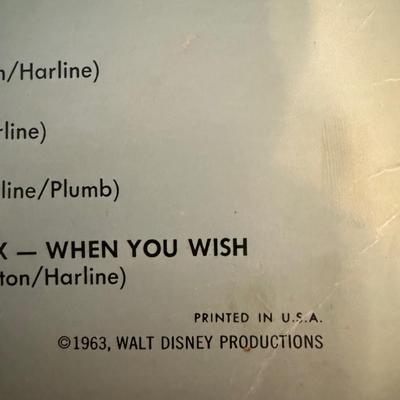 n/Harline)
rline)
line/Plumb)
X — WHEN YOU WISH
ton/Harline)
PRINTED IN U.S.A.
©1963, WALT DISNEY PRODUCTIONS